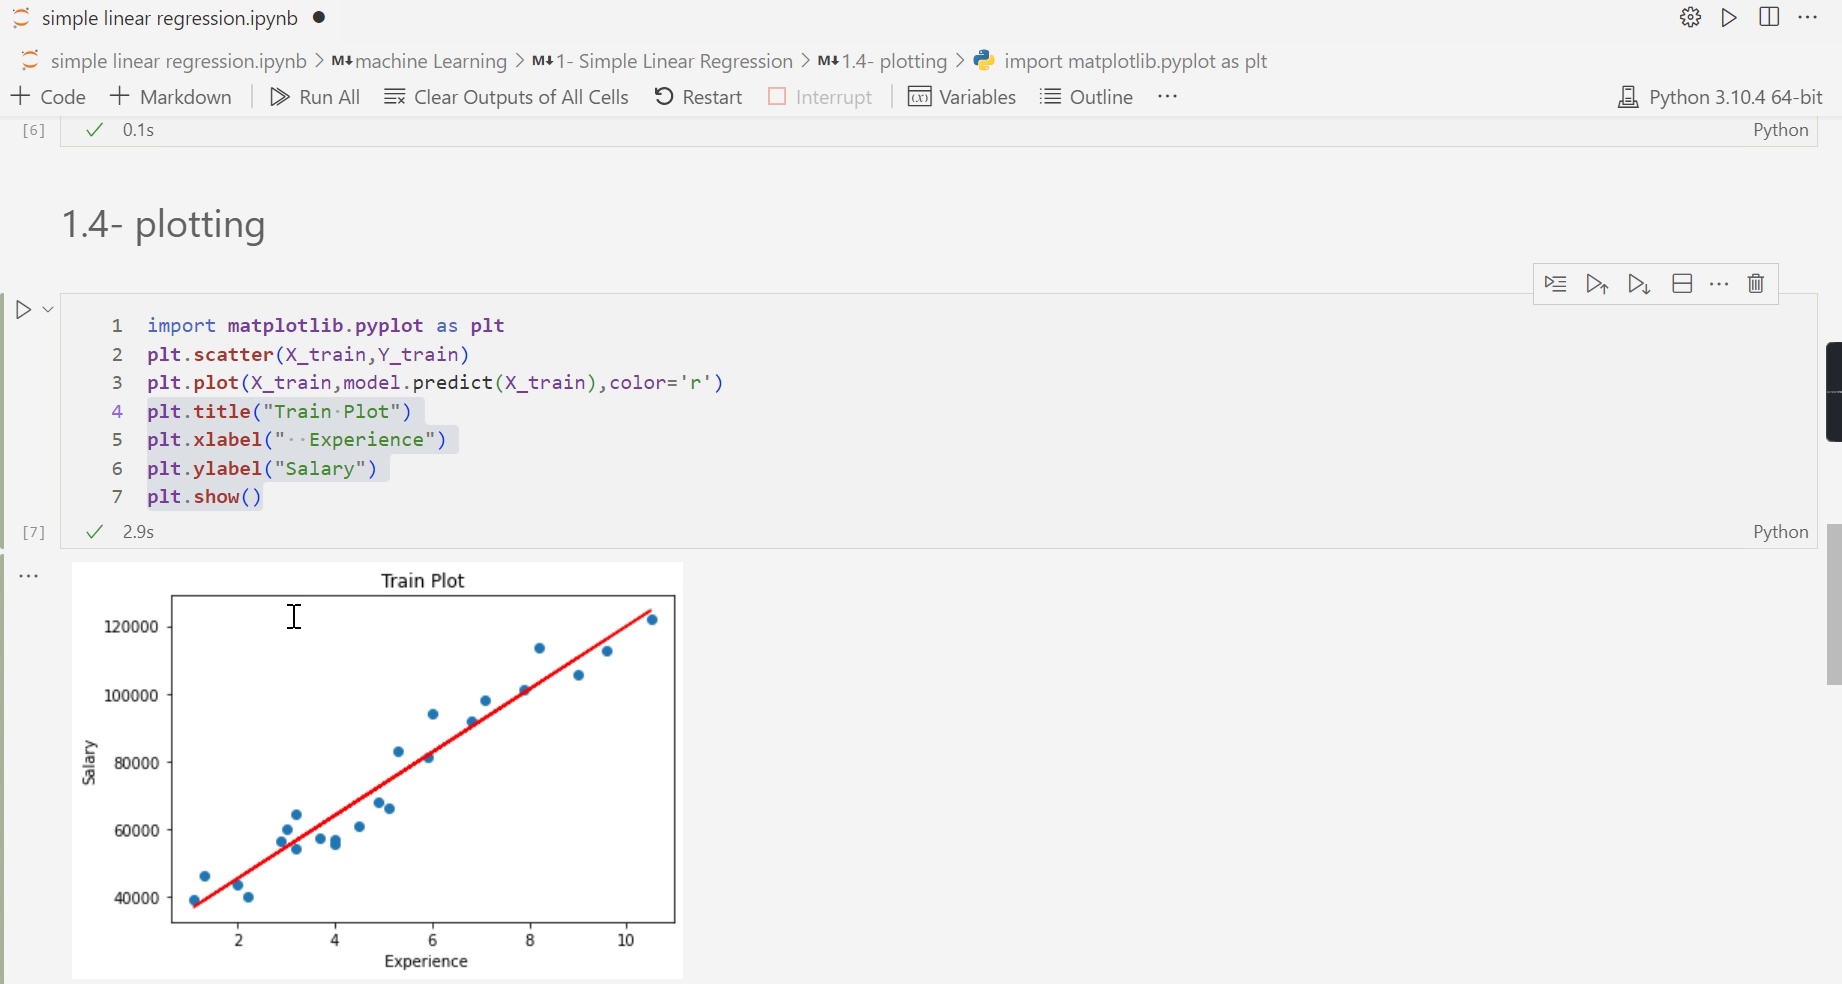 simple linear regression.ipynb
simple linear regression.ipynb > M↓ machine Learning > M↓ 1- Simple Linear Regression > M↓ 1.4- plotting > import matplotlib.pyplot as plt
+ Code + Markdown Run All Clear Outputs of All Cells Restart Interrupt Variables Outline ... Python 3.10.4 64-bit
[6] ✓ 0.1s Python
1.4- plotting
1 import matplotlib.pyplot as plt
2 plt.scatter(X_train,Y_train)
3 plt.plot(X_train,model.predict(X_train),color='r')
4 plt.title("Train·Plot")
5 plt.xlabel("··Experience")
6 plt.ylabel("Salary")
7 plt.show()
[7] ✓ 2.9s Python
Train Plot
120000
100000
80000
60000
40000
Salary
2 4 6 8 10
Experience